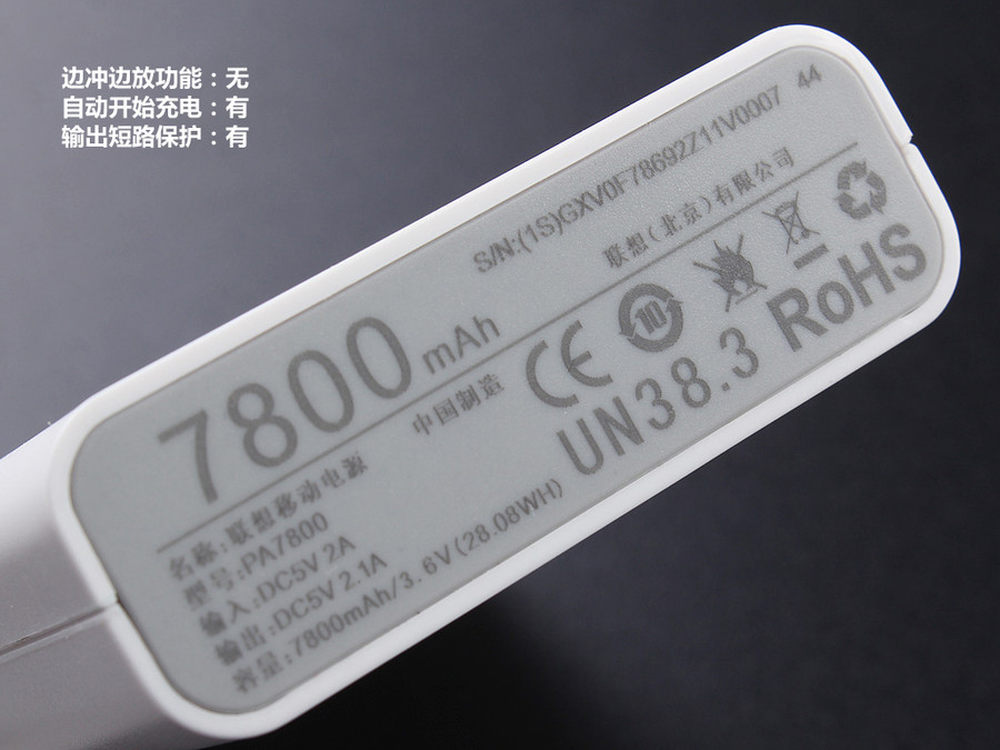 边冲边放功能：无
自动开始充电：有
输出短路保护：有
S/N:(1S)GXV0F78692Z11V0007 44
联想(北京)有限公司
7800mAh
中国制造
CE
10
UN38.3
RoHS
名称:联想移动电源
型号:PA7800
输入:DC5V 2A
输出:DC5V 2.1A
容量:7800mAh/3.6V(28.08WH)